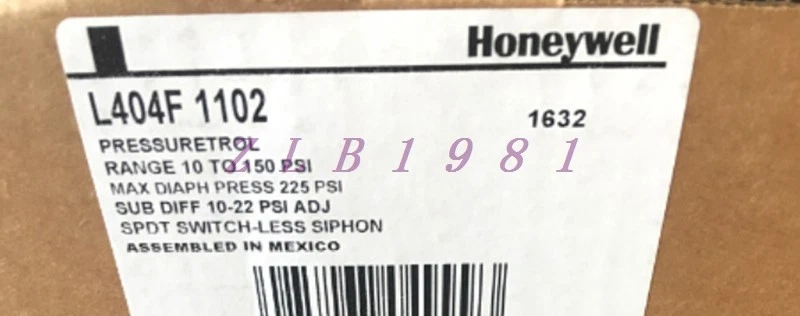 Honeywell
L404F 1102
1632
PRESSURETROL
ZLB1981
RANGE 10 TO 150 PSI
MAX DIAPH PRESS 225 PSI
SUB DIFF 10-22 PSI ADJ
SPDT SWITCH-LESS SIPHON
ASSEMBLED IN MEXICO